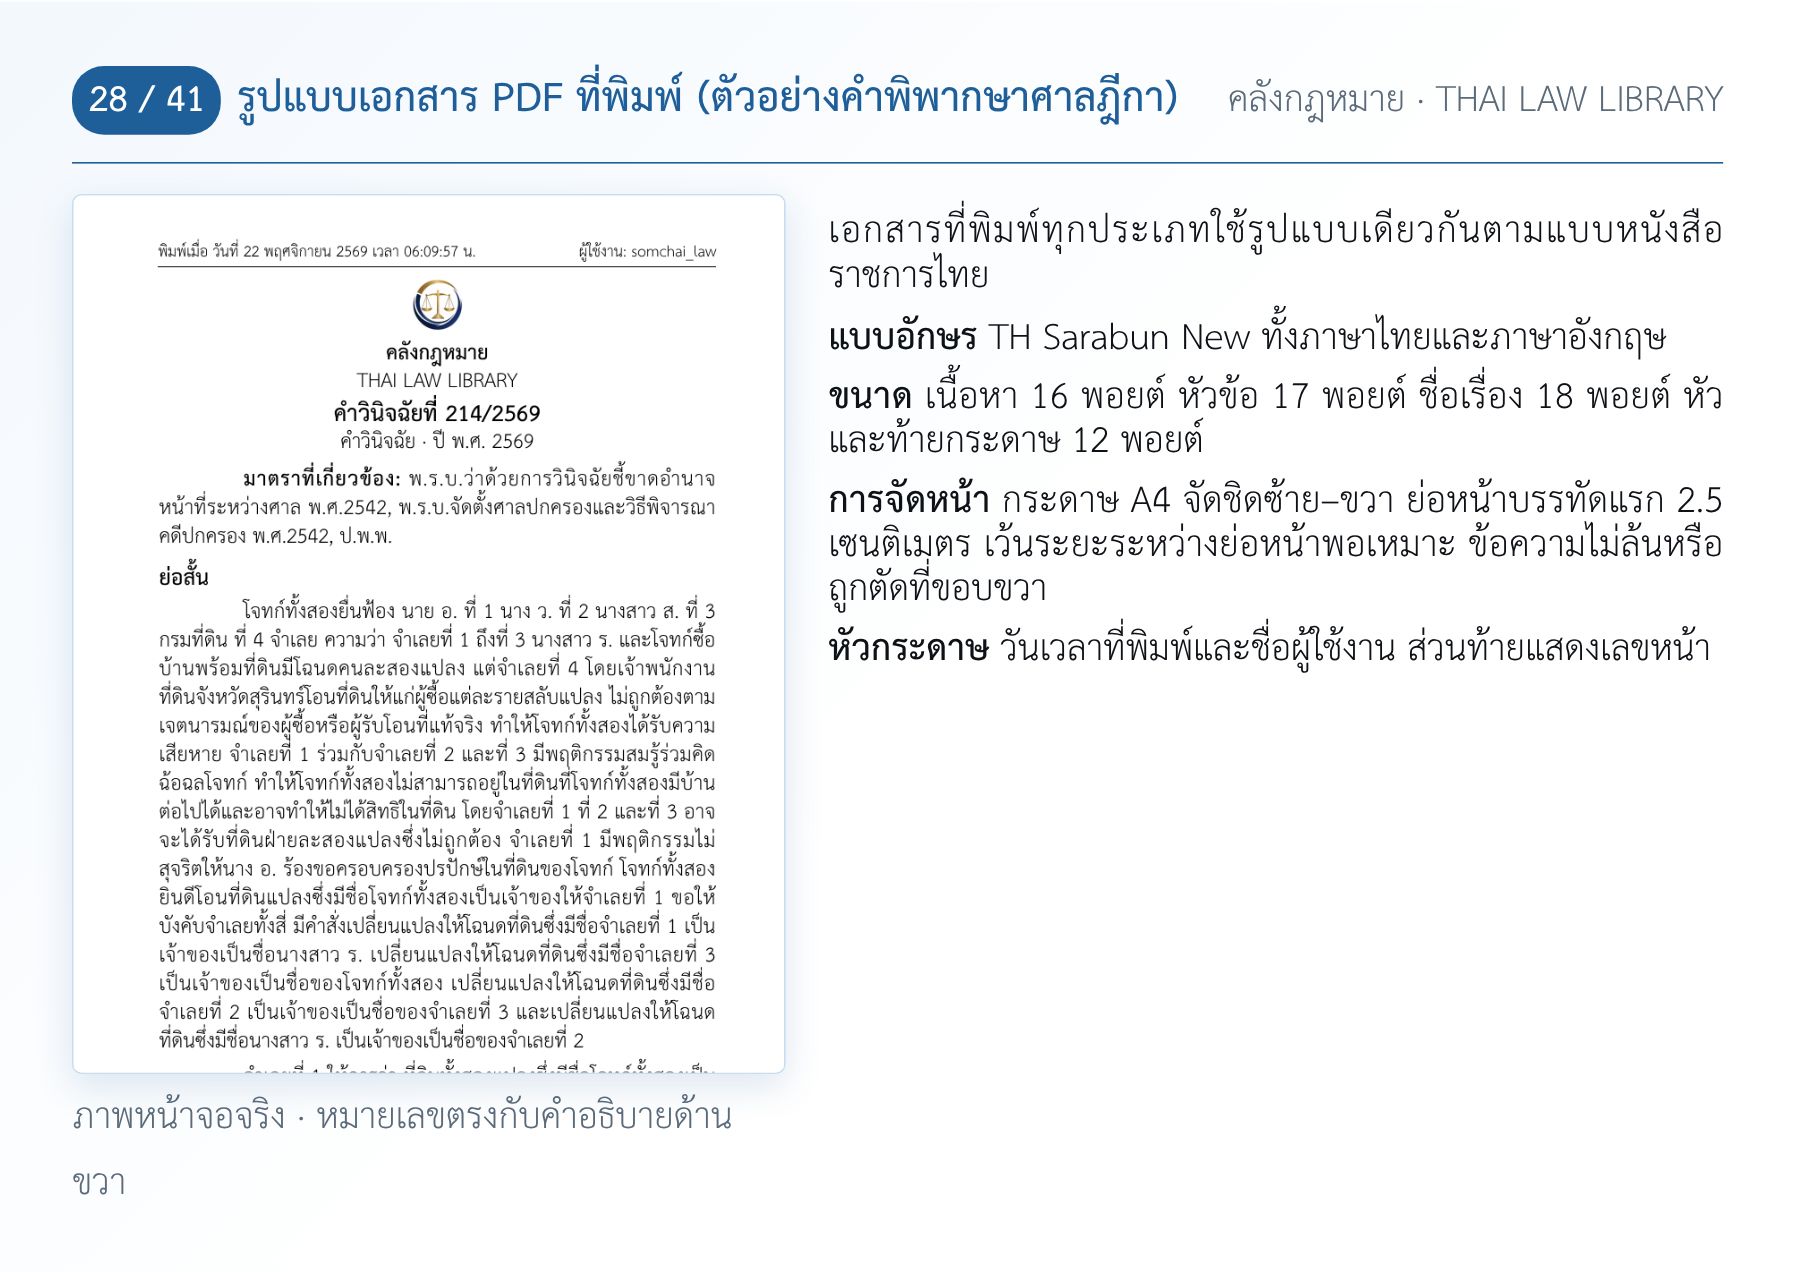 28 / 41 รูปแบบเอกสาร PDF ที่พิมพ์ (ตัวอย่างคำพิพากษาศาลฎีกา) คลังกฎหมาย · THAI LAW LIBRARY
พิมพ์เมื่อ วันที่ 22 พฤศจิกายน 2569 เวลา 06:09:57 น. ผู้ใช้งาน: somchai_law
คลังกฎหมาย
THAI LAW LIBRARY
คำวินิจฉัยที่ 214/2569
คำวินิจฉัย · ปี พ.ศ. 2569
มาตราที่เกี่ยวข้อง: พ.ร.บ.ว่าด้วยการวินิจฉัยชี้ขาดอำนาจ
หน้าที่ระหว่างศาล พ.ศ.2542, พ.ร.บ.จัดตั้งศาลปกครองและวิธีพิจารณา
คดีปกครอง พ.ศ.2542, ป.พ.พ.
ย่อสั้น
โจทก์ทั้งสองยื่นฟ้อง นาย อ. ที่ 1 นาง ว. ที่ 2 นางสาว ส. ที่ 3
กรมที่ดิน ที่ 4 จำเลย ความว่า จำเลยที่ 1 ถึงที่ 3 นางสาว ร. และโจทก์ซื้อ
บ้านพร้อมที่ดินมีโฉนดคนละสองแปลง แต่จำเลยที่ 4 โดยเจ้าพนักงาน
ที่ดินจังหวัดสุรินทร์โอนที่ดินให้แก่ผู้ซื้อแต่ละรายสลับแปลง ไม่ถูกต้องตาม
เจตนารมณ์ของผู้ซื้อหรือผู้รับโอนที่แท้จริง ทำให้โจทก์ทั้งสองได้รับความ
เสียหาย จำเลยที่ 1 ร่วมกับจำเลยที่ 2 และที่ 3 มีพฤติกรรมสมรู้ร่วมคิด
ฉ้อฉลโจทก์ ทำให้โจทก์ทั้งสองไม่สามารถอยู่ในที่ดินที่โจทก์ทั้งสองมีบ้าน
ต่อไปได้และอาจทำให้ไม่ได้สิทธิในที่ดิน โดยจำเลยที่ 1 ที่ 2 และที่ 3 อาจ
จะได้รับที่ดินฝ่ายละสองแปลงซึ่งไม่ถูกต้อง จำเลยที่ 1 มีพฤติกรรมไม่
สุจริตให้นาง อ. ร้องขอครอบครองปรปักษ์ในที่ดินของโจทก์ โจทก์ทั้งสอง
ยินดีโอนที่ดินแปลงซึ่งมีชื่อโจทก์ทั้งสองเป็นเจ้าของให้จำเลยที่ 1 ขอให้
บังคับจำเลยทั้งสี่ มีคำสั่งเปลี่ยนแปลงให้โฉนดที่ดินซึ่งมีชื่อจำเลยที่ 1 เป็น
เจ้าของเป็นชื่อนางสาว ร. เปลี่ยนแปลงให้โฉนดที่ดินซึ่งมีชื่อจำเลยที่ 3
เป็นเจ้าของเป็นชื่อของโจทก์ทั้งสอง เปลี่ยนแปลงให้โฉนดที่ดินซึ่งมีชื่อ
จำเลยที่ 2 เป็นเจ้าของเป็นชื่อของจำเลยที่ 3 และเปลี่ยนแปลงให้โฉนด
ที่ดินซึ่งมีชื่อนางสาว ร. เป็นเจ้าของเป็นชื่อของจำเลยที่ 2
ภาพหน้าจอจริง · หมายเลขตรงกับคำอธิบายด้าน
ขวา
เอกสารที่พิมพ์ทุกประเภทใช้รูปแบบเดียวกันตามแบบหนังสือ
ราชการไทย
แบบอักษร TH Sarabun New ทั้งภาษาไทยและภาษาอังกฤษ
ขนาด เนื้อหา 16 พอยต์ หัวข้อ 17 พอยต์ ชื่อเรื่อง 18 พอยต์ หัว
และท้ายกระดาษ 12 พอยต์
การจัดหน้า กระดาษ A4 จัดชิดซ้าย–ขวา ย่อหน้าบรรทัดแรก 2.5
เซนติเมตร เว้นระยะระหว่างย่อหน้าพอเหมาะ ข้อความไม่ล้นหรือ
ถูกตัดที่ขอบขวา
หัวกระดาษ วันเวลาที่พิมพ์และชื่อผู้ใช้งาน ส่วนท้ายแสดงเลขหน้า